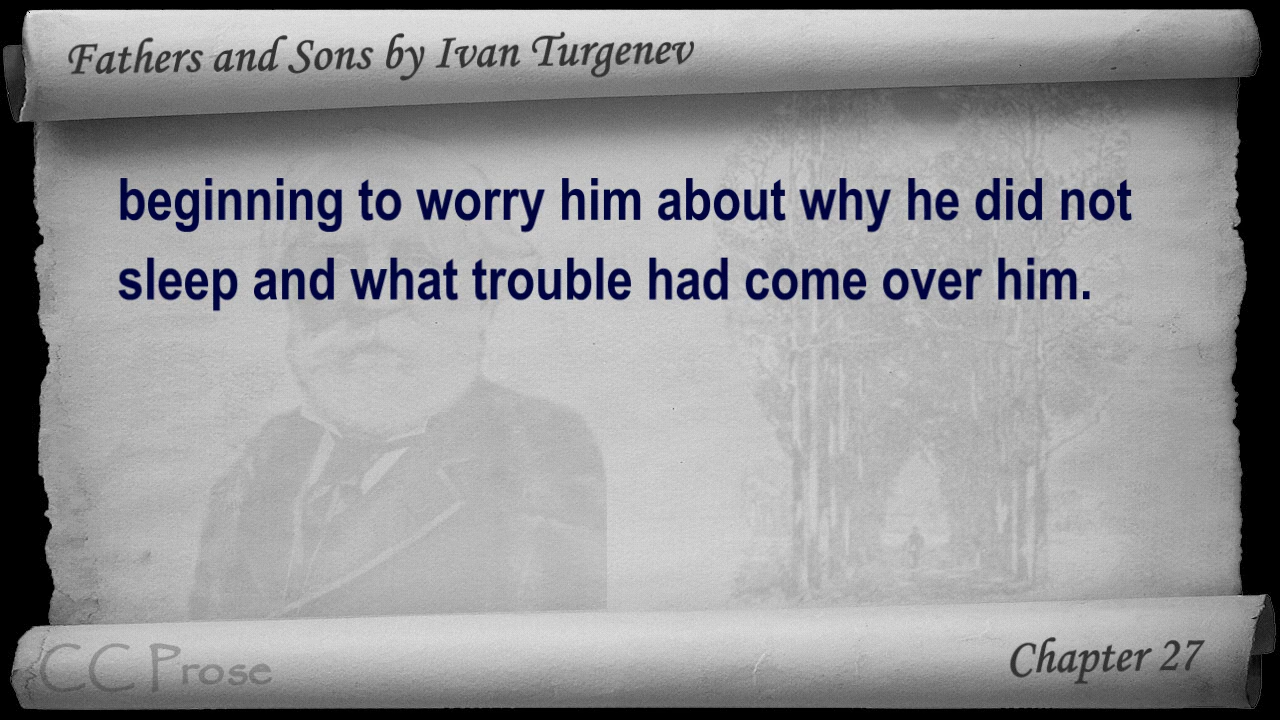 Fathers and Sons by Ivan Turgenev
beginning to worry him about why he did not
sleep and what trouble had come over him.
CC Prose
Chapter 27